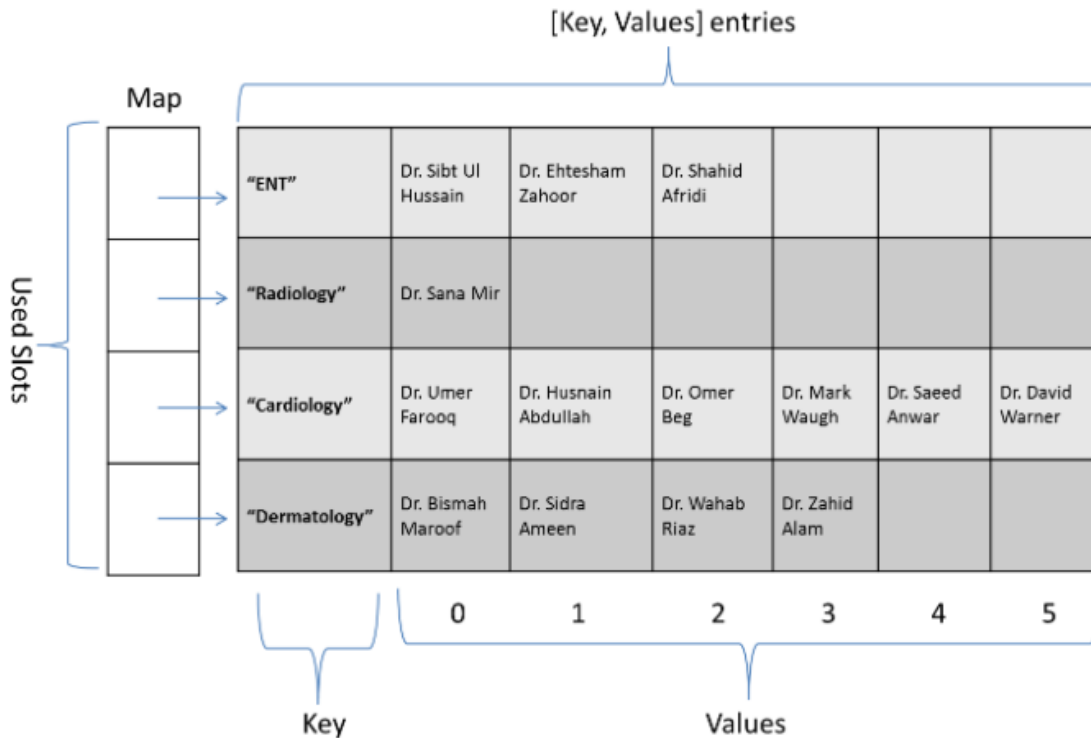 [Key, Values] entries
Map
Used Slots
“ENT”
Dr. Sibt Ul
Hussain
Dr. Ehtesham
Zahoor
Dr. Shahid
Afridi
“Radiology”
Dr. Sana Mir
“Cardiology”
Dr. Umer
Farooq
Dr. Husnain
Abdullah
Dr. Omer
Beg
Dr. Mark
Waugh
Dr. Saeed
Anwar
Dr. David
Warner
“Dermatology”
Dr. Bismah
Maroof
Dr. Sidra
Ameen
Dr. Wahab
Riaz
Dr. Zahid
Alam
0 1 2 3 4 5
Key
Values